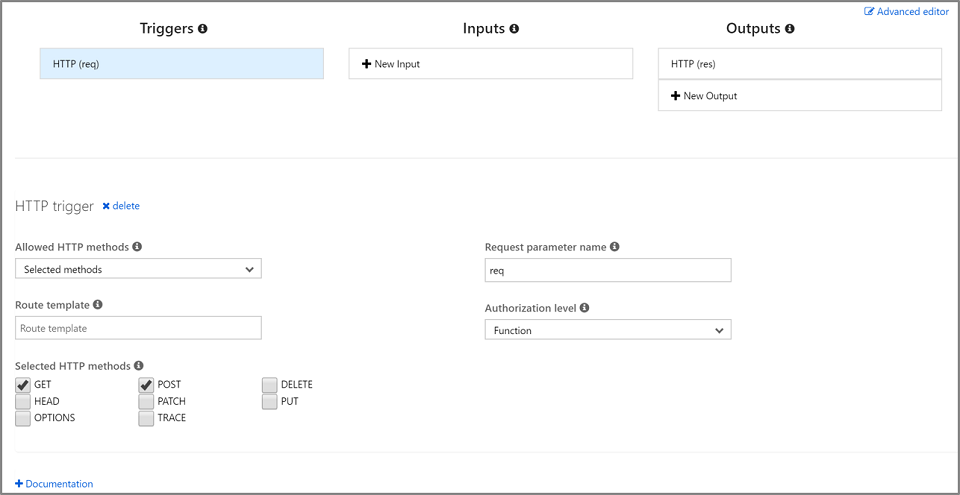 Advanced editor
Triggers
Inputs
Outputs
HTTP (req)
New Input
HTTP (res)
New Output
HTTP trigger delete
Allowed HTTP methods
Selected methods
Request parameter name
req
Route template
Route template
Authorization level
Function
Selected HTTP methods
GET POST DELETE
HEAD PATCH PUT
OPTIONS TRACE
Documentation